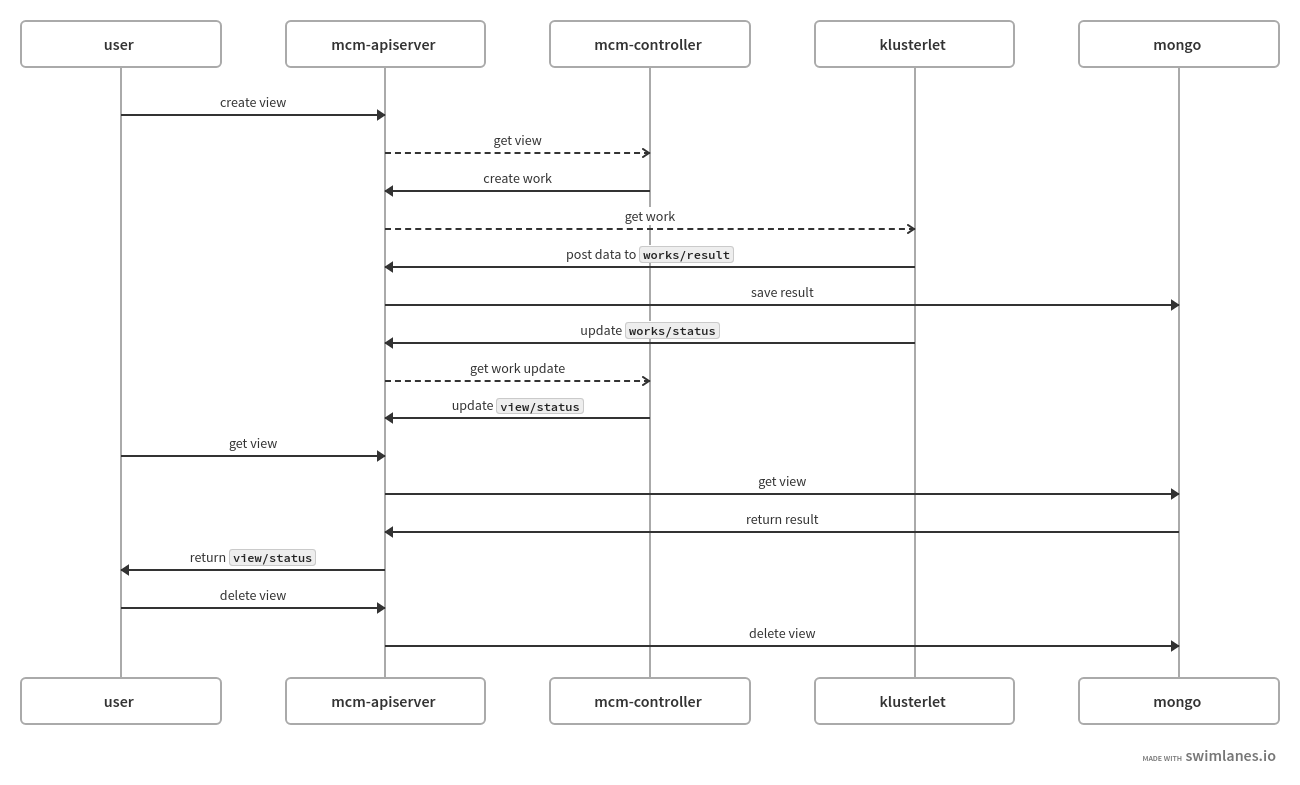 user mcm-apiserver mcm-controller klusterlet mongo
create view
get view
create work
get work
post data to works/result
save result
update works/status
get work update
update view/status
get view
get view
return result
return view/status
delete view
delete view
user mcm-apiserver mcm-controller klusterlet mongo
MADE WITH swimlanes.io